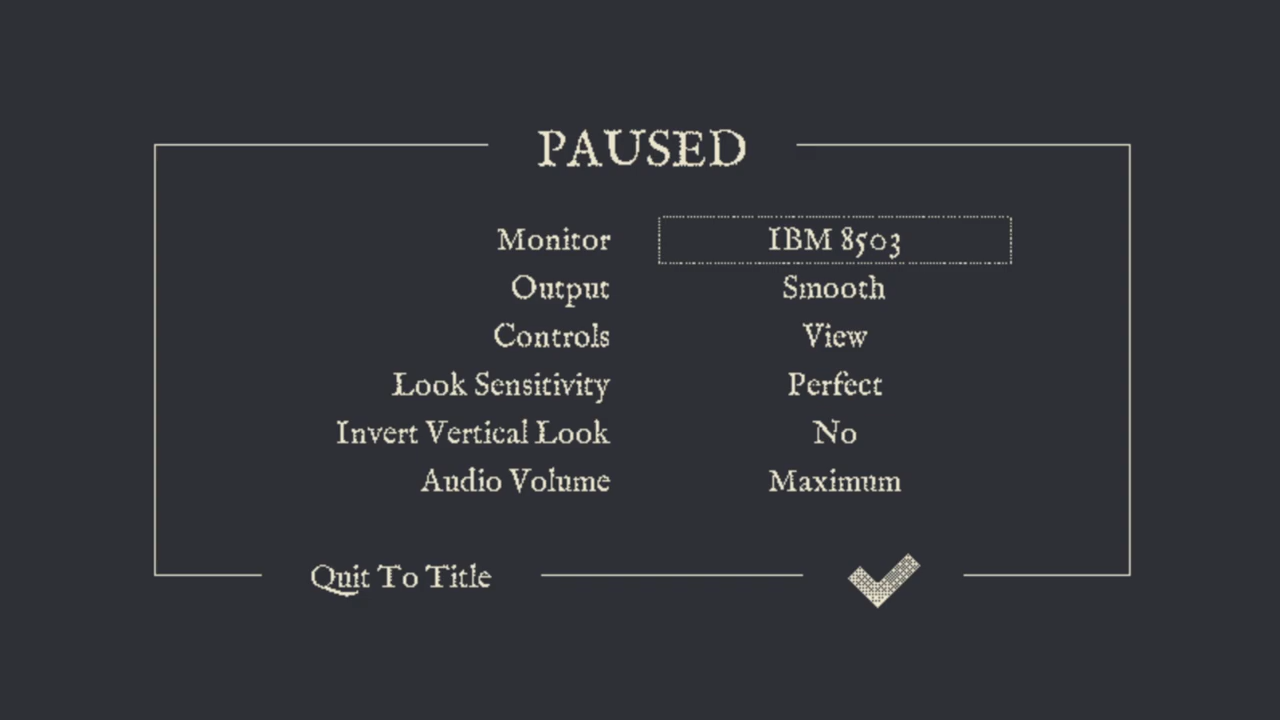 PAUSED
Monitor IBM 8503
Output Smooth
Controls View
Look Sensitivity Perfect
Invert Vertical Look No
Audio Volume Maximum
Quit To Title